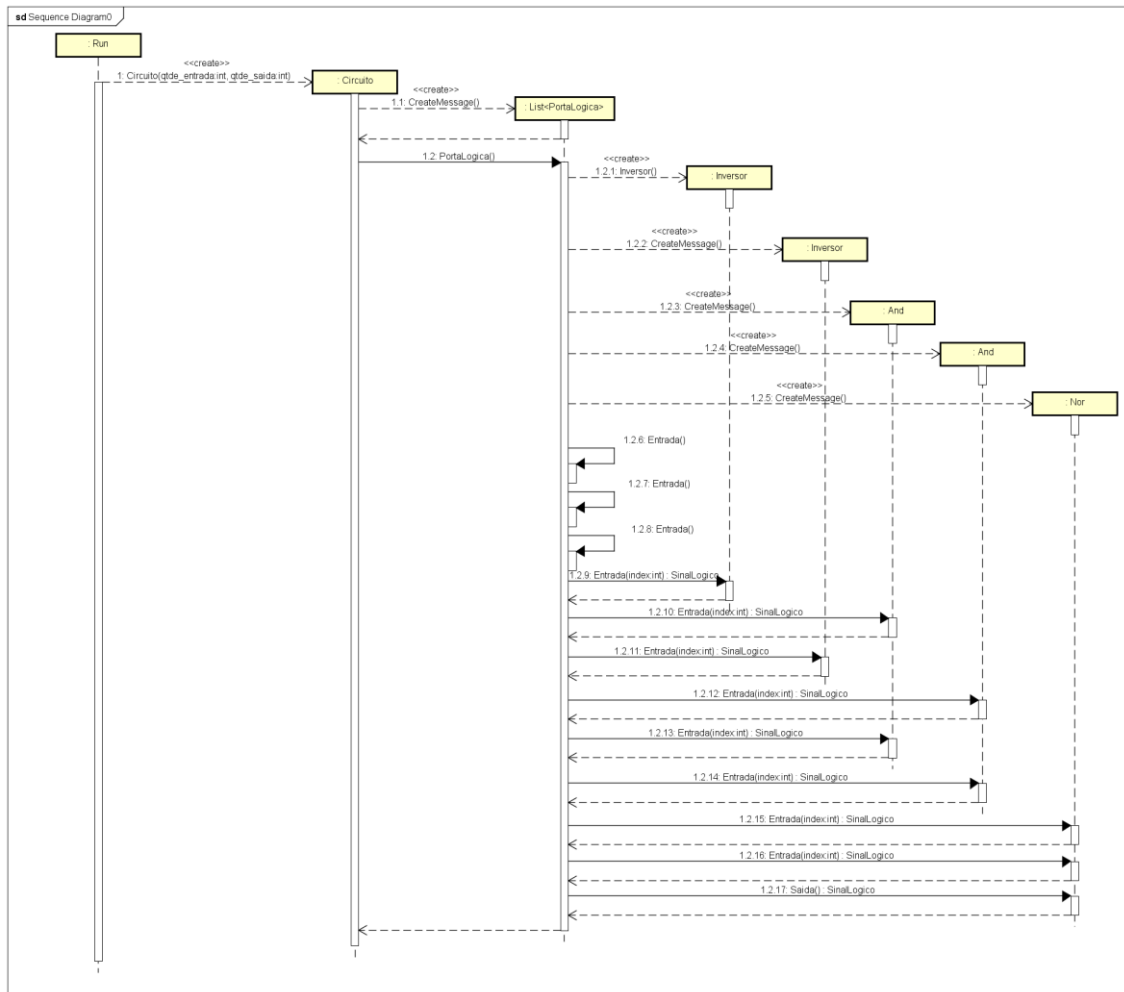 sd Sequence Diagram0
: Run
<<create>>
1: Circuito(qtde_entrada:int, qtde_saida:int)
: Circuito
<<create>>
1.1: CreateMessage()
: List<PortaLogica>
1.2: PortaLogica()
<<create>>
1.2.1: Inversor()
: Inversor
<<create>>
1.2.2: CreateMessage()
: Inversor
<<create>>
1.2.3: CreateMessage()
: And
<<create>>
1.2.4: CreateMessage()
: And
<<create>>
1.2.5: CreateMessage()
: Nor
1.2.6: Entrada()
1.2.7: Entrada()
1.2.8: Entrada()
1.2.9: Entrada(index:int) : SinalLogico
1.2.10: Entrada(index:int) : SinalLogico
1.2.11: Entrada(index:int) : SinalLogico
1.2.12: Entrada(index:int) : SinalLogico
1.2.13: Entrada(index:int) : SinalLogico
1.2.14: Entrada(index:int) : SinalLogico
1.2.15: Entrada(index:int) : SinalLogico
1.2.16: Entrada(index:int) : SinalLogico
1.2.17: Saida() : SinalLogico